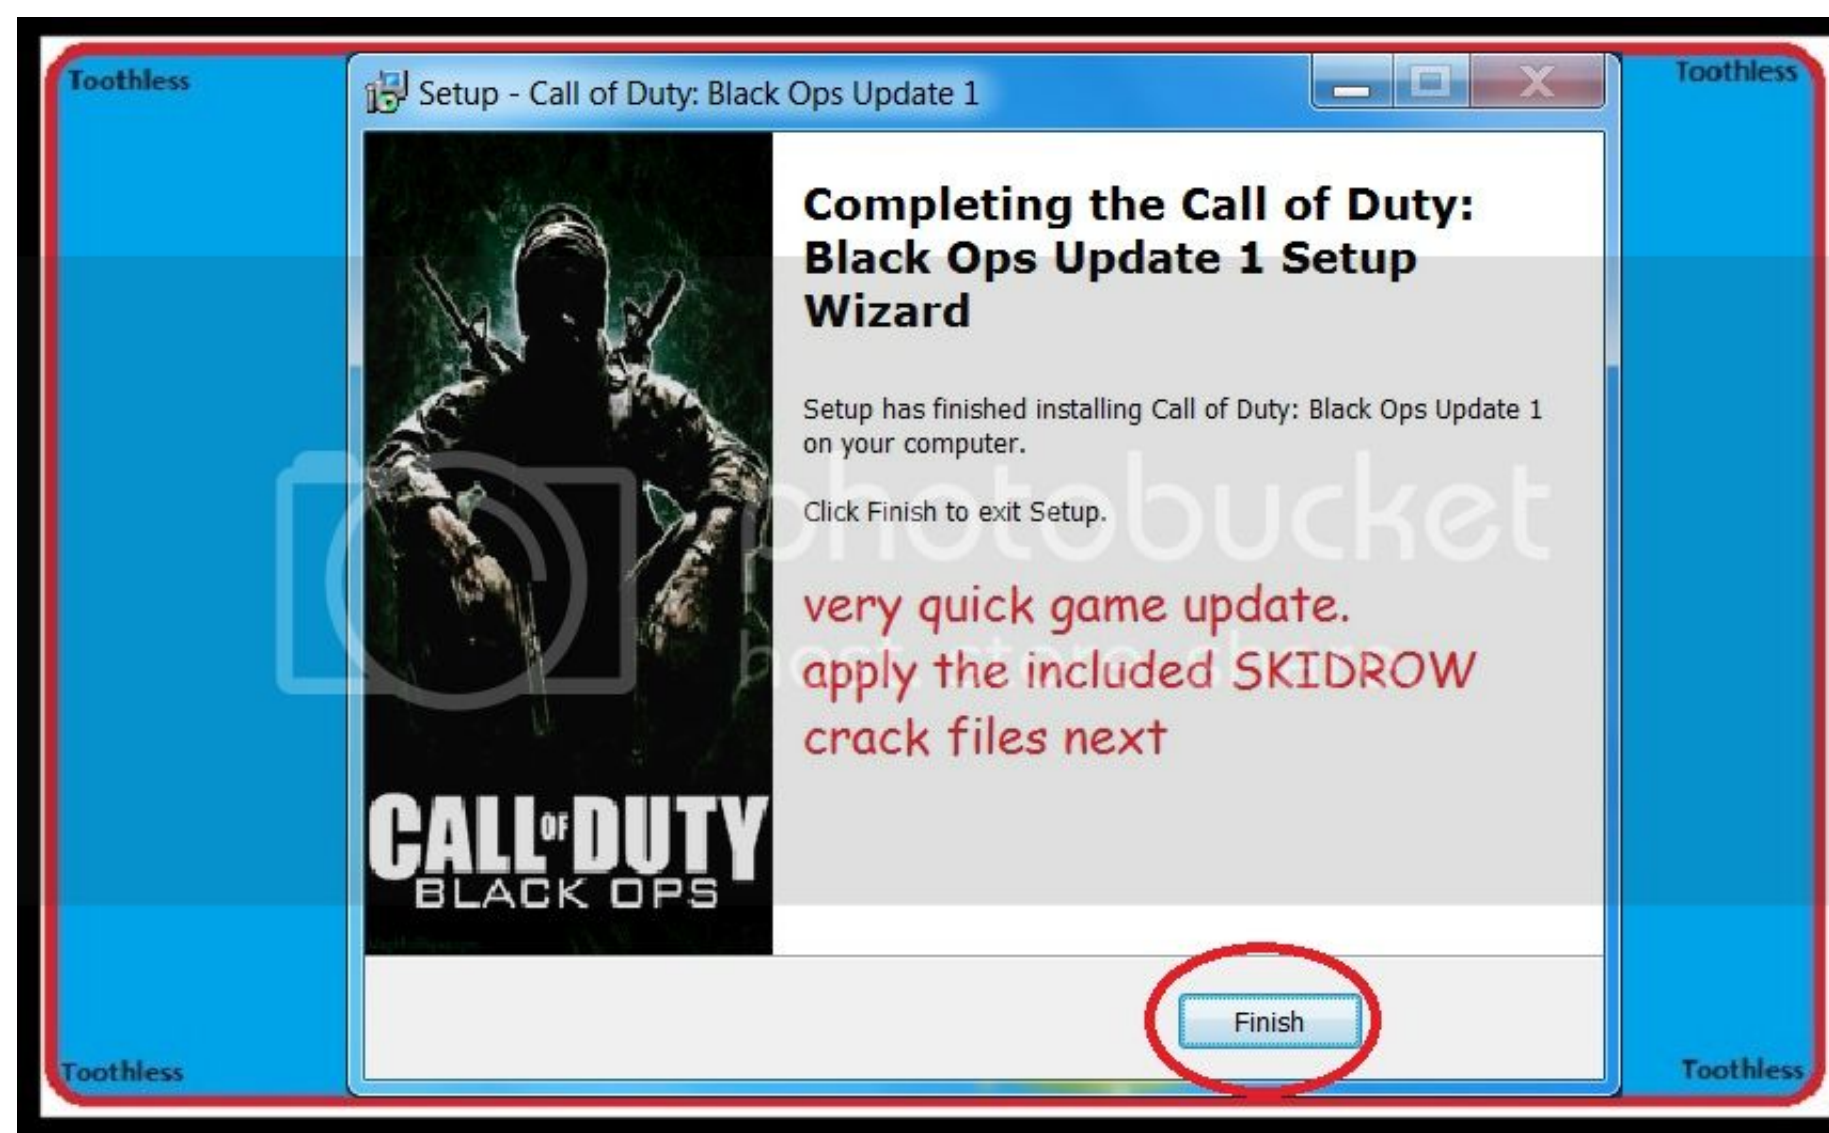 Toothless
Toothless
Setup - Call of Duty: Black Ops Update 1
Completing the Call of Duty:
Black Ops Update 1 Setup
Wizard
Setup has finished installing Call of Duty: Black Ops Update 1
on your computer.
Click Finish to exit Setup.
photobucket
very quick game update.
host. store. share.
apply the included SKIDROW
crack files next
CALL OF DUTY
BLACK OPS
Finish
Toothless
Toothless